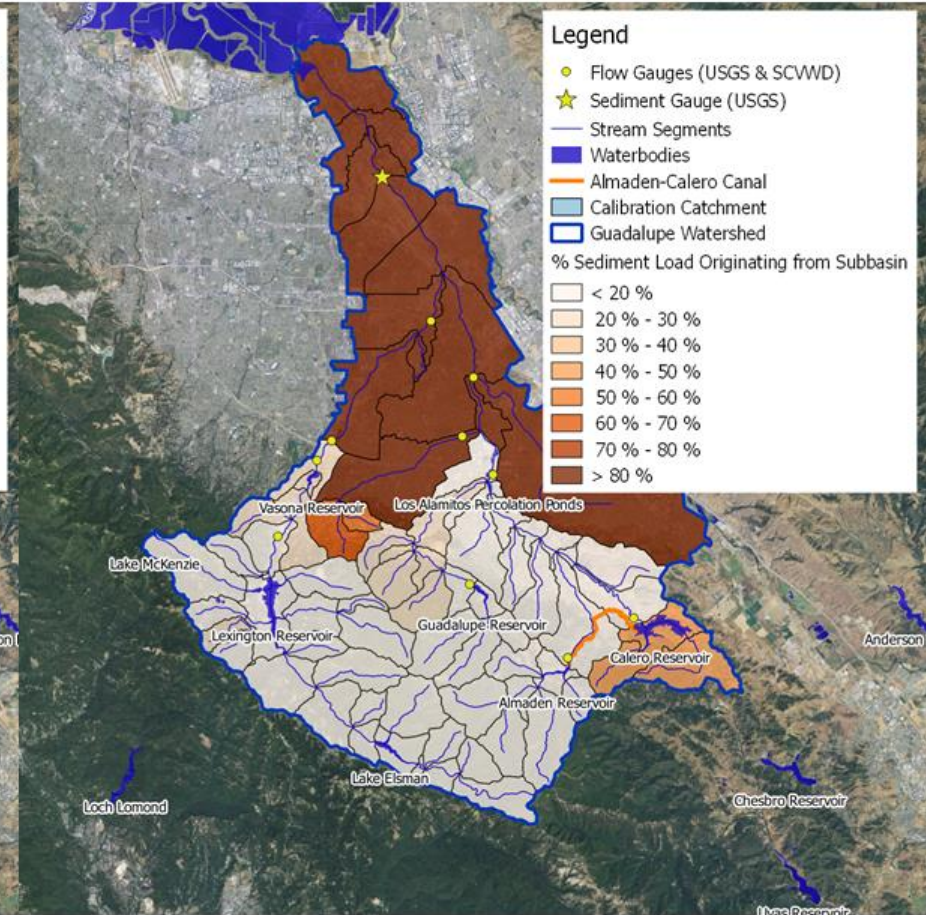 Legend
Flow Gauges (USGS & SCVWD)
Sediment Gauge (USGS)
Stream Segments
Waterbodies
Almaden-Calero Canal
Calibration Catchment
Guadalupe Watershed
% Sediment Load Originating from Subbasin
< 20 %
20 % - 30 %
30 % - 40 %
40 % - 50 %
50 % - 60 %
60 % - 70 %
70 % - 80 %
> 80 %
Vasona Reservoir
Los Alamitos Percolation Ponds
Lake McKenzie
Guadalupe Reservoir
Lexington Reservoir
Anderson
Calero Reservoir
Almaden Reservoir
Lake Elsman
Loch Lomond
Chesbro Reservoir
Uvas Reservoir